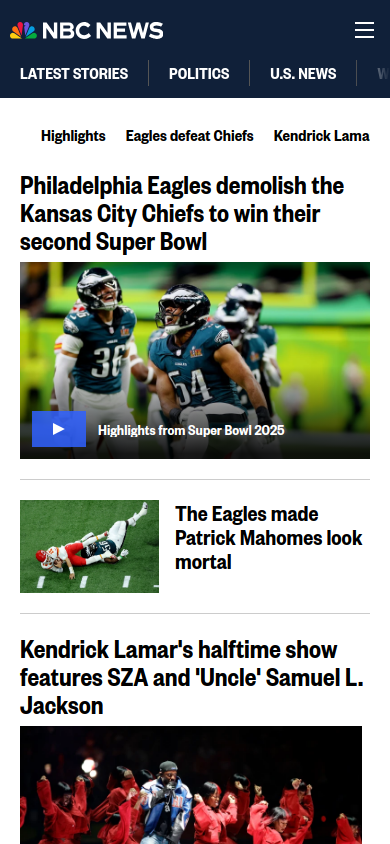 NBC NEWS
LATEST STORIES POLITICS U.S. NEWS W
Highlights Eagles defeat Chiefs Kendrick Lama
Philadelphia Eagles demolish the
Kansas City Chiefs to win their
second Super Bowl
36
54
Highlights from Super Bowl 2025
The Eagles made
Patrick Mahomes look
mortal
Kendrick Lamar's halftime show
features SZA and 'Uncle' Samuel L.
Jackson